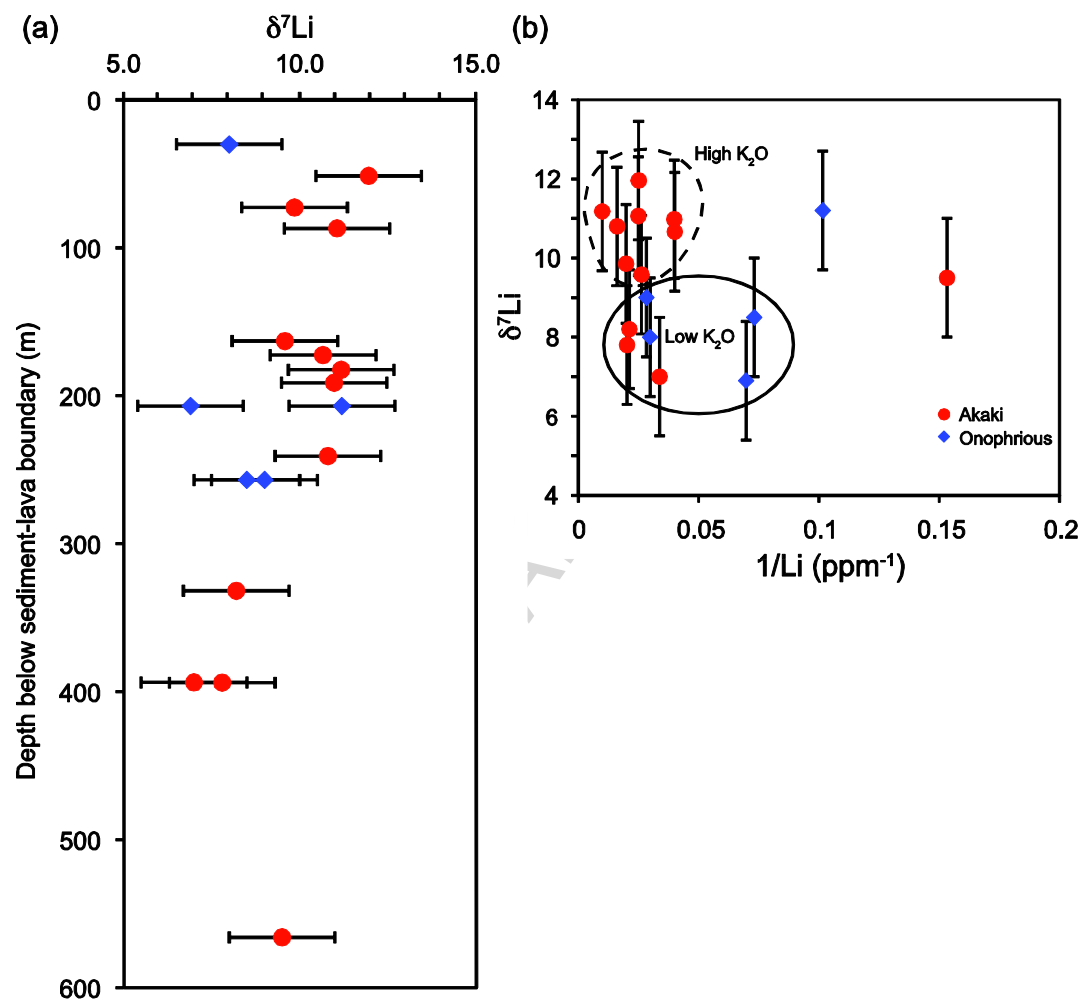 (a)
δ⁷Li
5.0 10.0 15.0
0
100
200
300
400
500
600
Depth below sediment-lava boundary (m)
(b)
14
12
10
8
6
4
δ⁷Li
High K₂O
Low K₂O
Akaki
Onophrious
0 0.05 0.1 0.15 0.2
1/Li (ppm⁻¹)